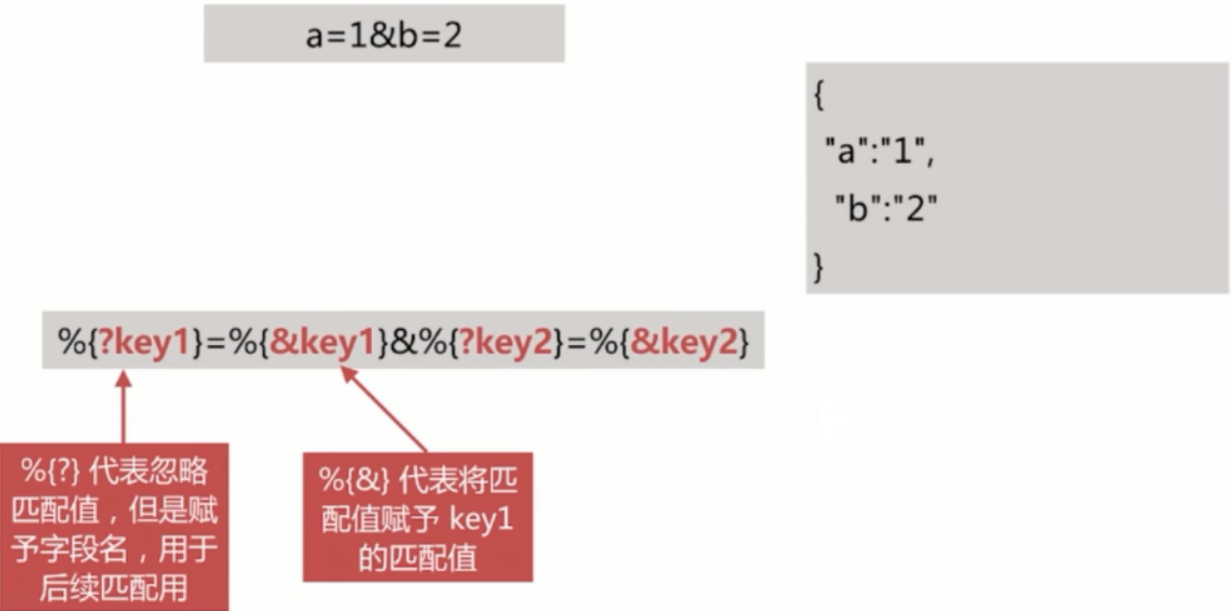 a=1&b=2
{
"a":"1",
"b":"2"
}
%{?key1}=%{&key1}&%{?key2}=%{&key2}
%{?} 代表忽略
匹配值，但是赋
予字段名，用于
后续匹配用
%{&} 代表将匹
配值赋予 key1
的匹配值